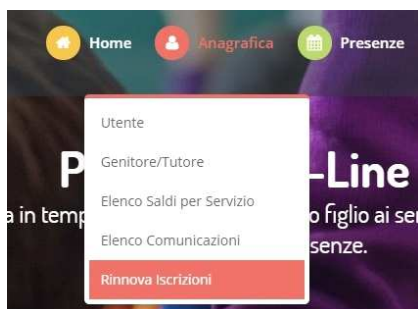 Home Anagrafica Presenze
Utente
Genitore/Tutore
Elenco Saldi per Servizio
Elenco Comunicazioni
Rinnova Iscrizioni
P -Line
a in temp o figlio ai ser
senze.